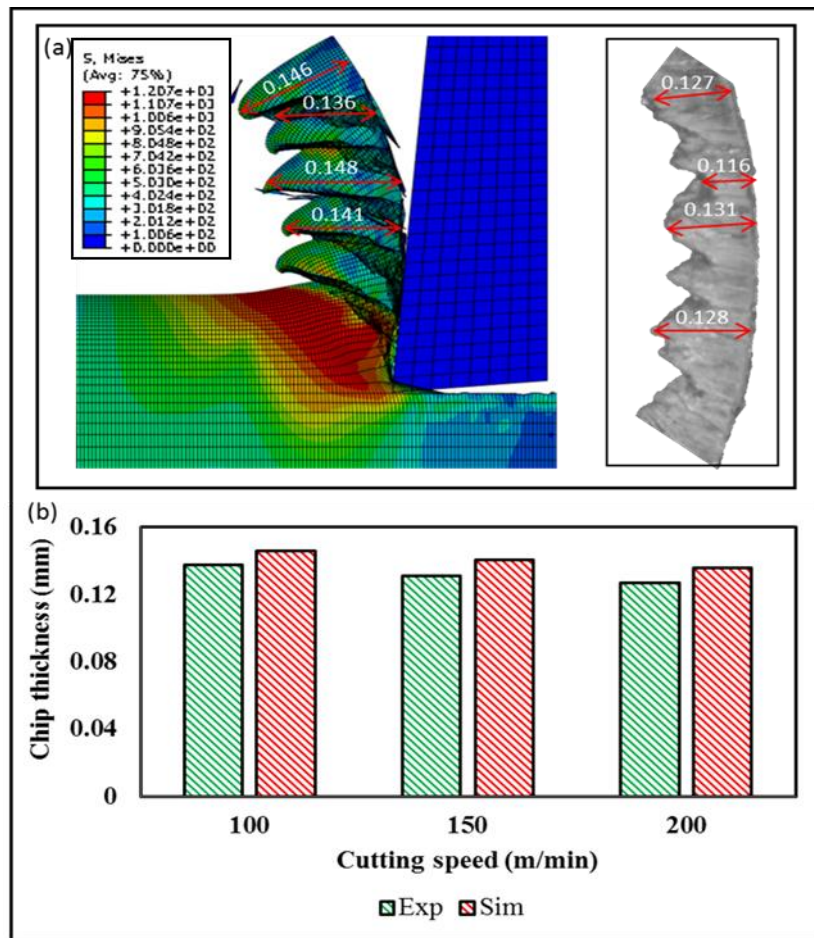 (a)
S, Mises
(Avg: 75%)
+1.207e+03
+1.107e+03
+1.006e+03
+9.054e+02
+8.048e+02
+7.042e+02
+6.036e+02
+5.030e+02
+4.024e+02
+3.018e+02
+2.012e+02
+1.006e+02
+0.000e+00
0.146
0.136
0.148
0.141
0.127
0.116
0.131
0.128
(b)
Chip thickness (mm)
0.16
0.12
0.08
0.04
0
100 150 200
Cutting speed (m/min)
Exp Sim